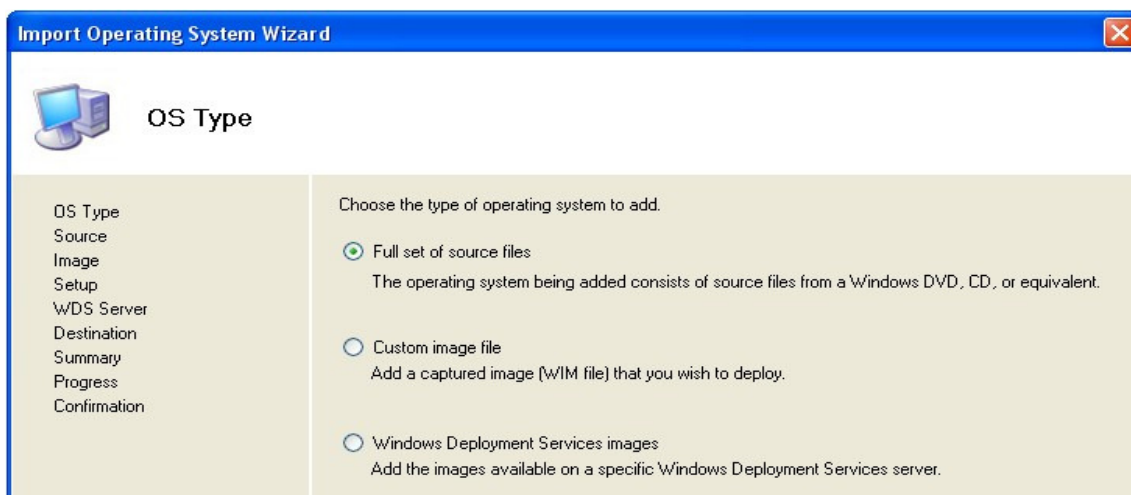 Import Operating System Wizard
OS Type
OS Type
Source
Image
Setup
WDS Server
Destination
Summary
Progress
Confirmation
Choose the type of operating system to add.
Full set of source files
The operating system being added consists of source files from a Windows DVD, CD, or equivalent.
Custom image file
Add a captured image (WIM file) that you wish to deploy.
Windows Deployment Services images
Add the images available on a specific Windows Deployment Services server.